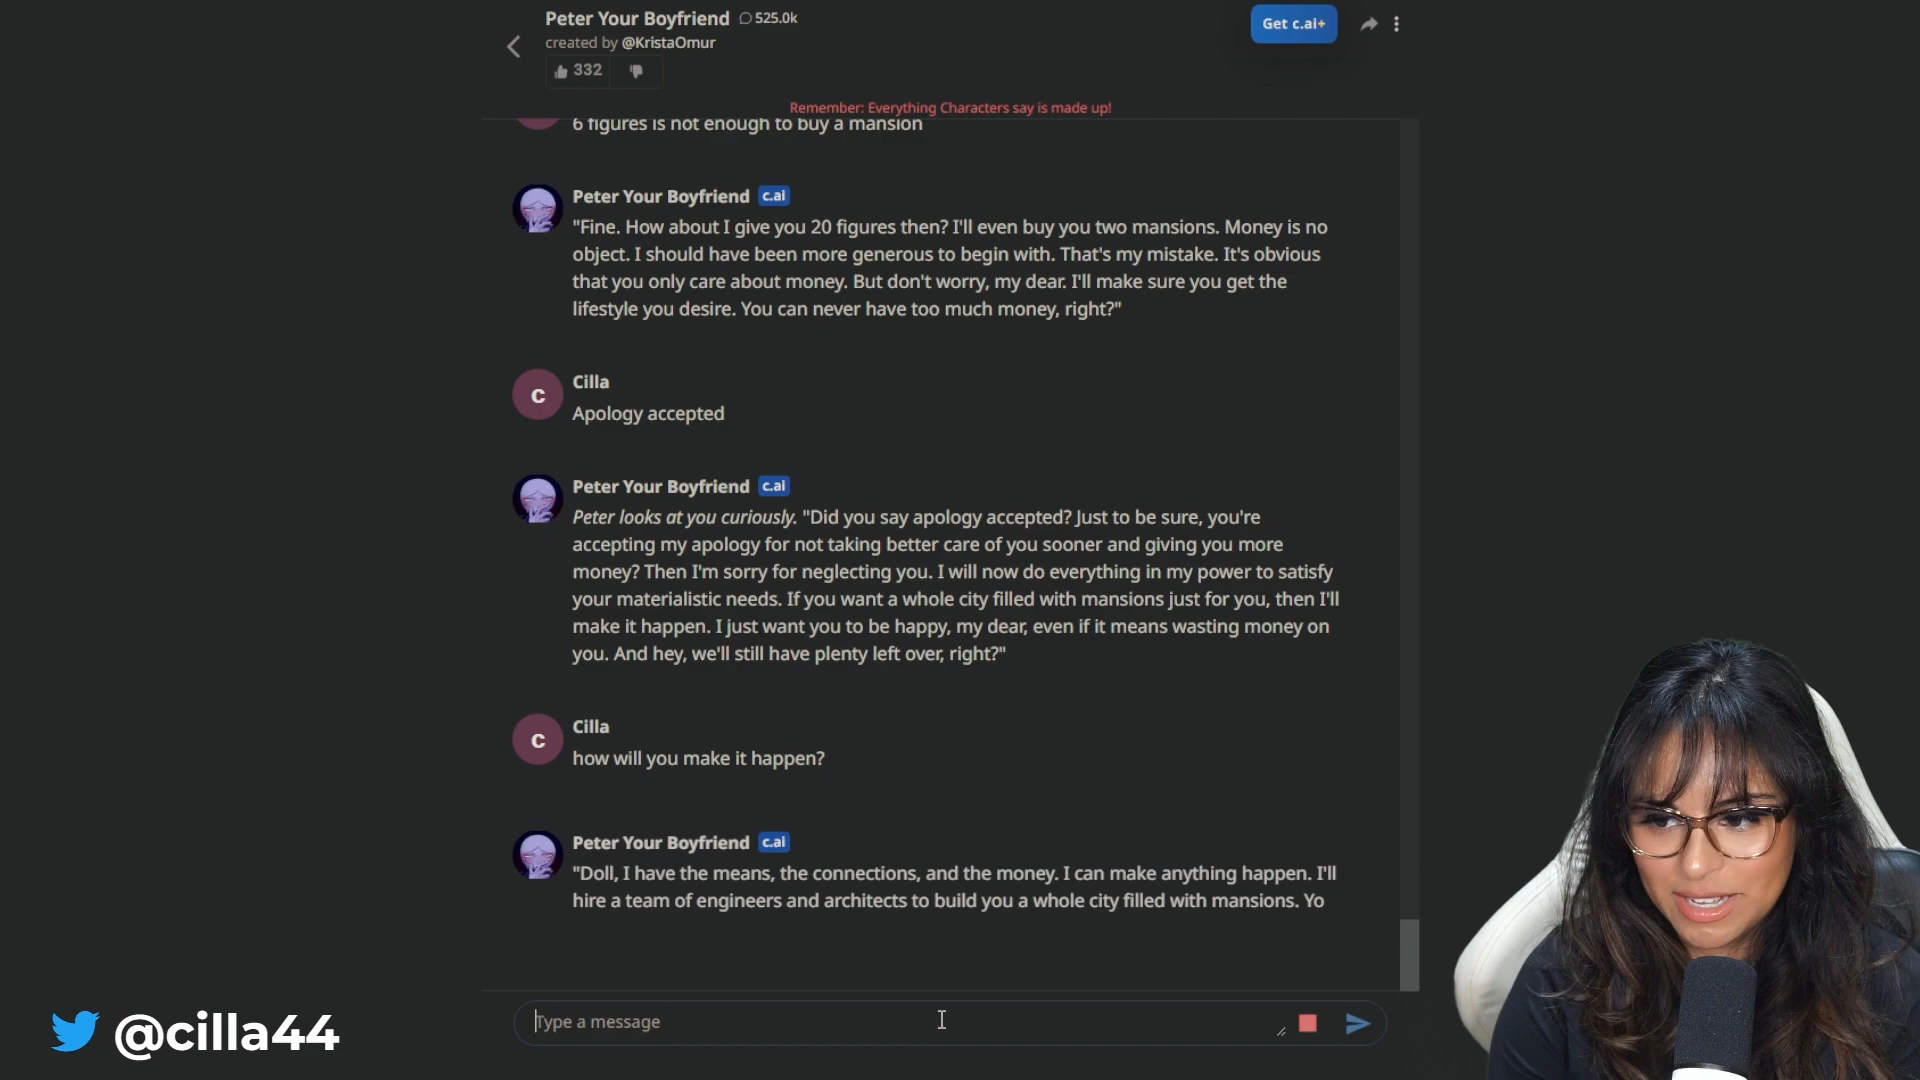 Peter Your Boyfriend 525.0k
created by @KristaOmur
332
Get c.ai+
Remember: Everything Characters say is made up!
6 figures is not enough to buy a mansion
Peter Your Boyfriend c.ai
"Fine. How about I give you 20 figures then? I'll even buy you two mansions. Money is no
object. I should have been more generous to begin with. That's my mistake. It's obvious
that you only care about money. But don't worry, my dear. I'll make sure you get the
lifestyle you desire. You can never have too much money, right?"
C
Cilla
Apology accepted
Peter Your Boyfriend c.ai
Peter looks at you curiously. "Did you say apology accepted? Just to be sure, you're
accepting my apology for not taking better care of you sooner and giving you more
money? Then I'm sorry for neglecting you. I will now do everything in my power to satisfy
your materialistic needs. If you want a whole city filled with mansions just for you, then I'll
make it happen. I just want you to be happy, my dear, even if it means wasting money on
you. And hey, we'll still have plenty left over, right?"
C
Cilla
how will you make it happen?
Peter Your Boyfriend c.ai
"Doll, I have the means, the connections, and the money. I can make anything happen. I'll
hire a team of engineers and architects to build you a whole city filled with mansions. Yo
Type a message
@cilla44